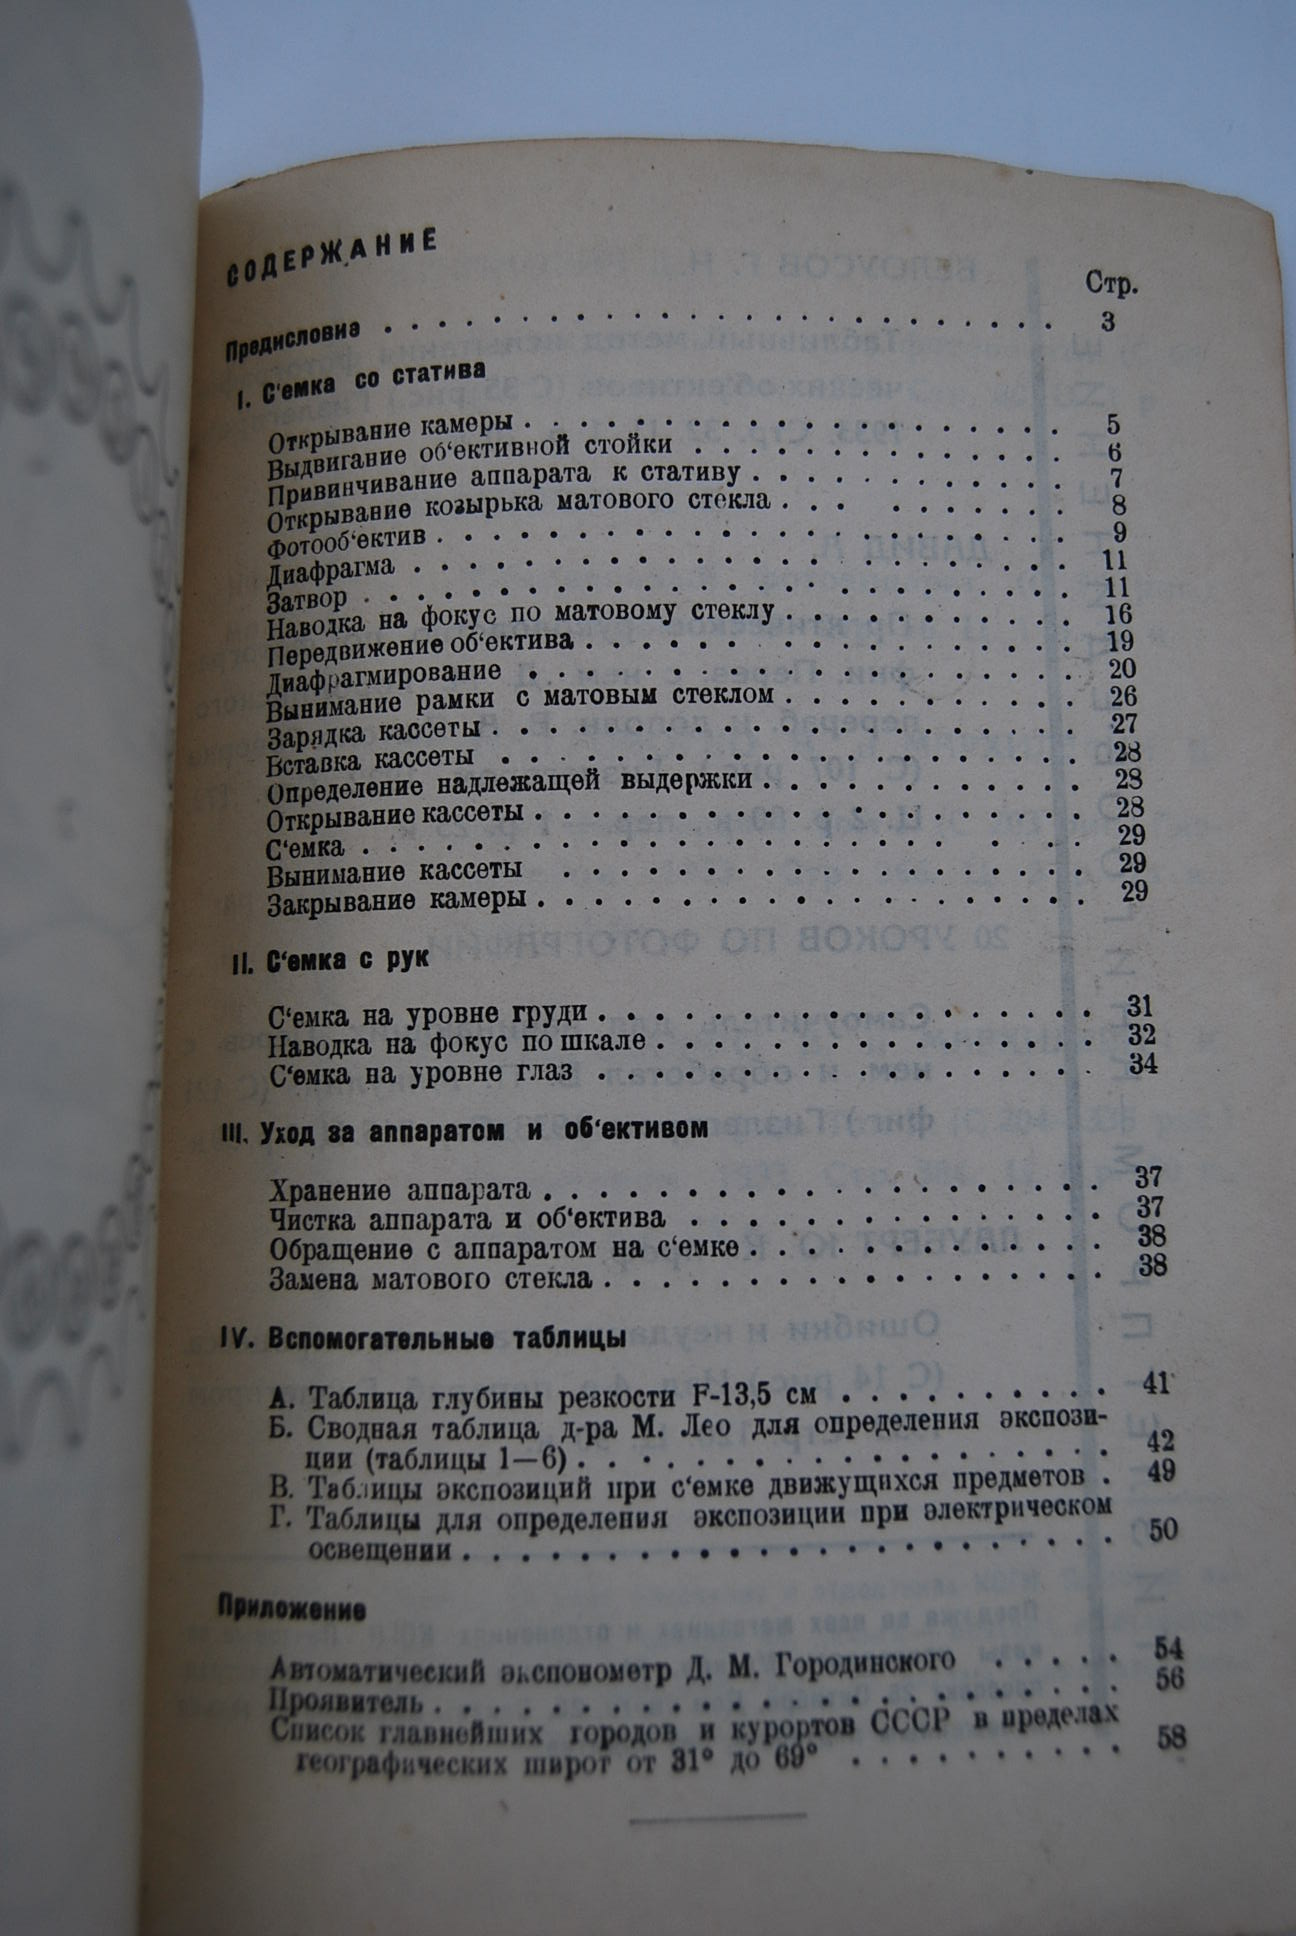 СОДЕРЖАНИЕ
Стр.
Предисловие . . . . . . . . . . . . . . . . . . . . . . . . 3
I. С‘емка со статива
Открывание камеры . . . . . . . . . . . . . . . . . . . 5
Выдвигание об‘ективной стойки . . . . . . . . . . . . . . 6
Привинчивание аппарата к стативу . . . . . . . . . . . . 7
Открывание козырька матового стекла . . . . . . . . . . 8
Фотооб‘ектив . . . . . . . . . . . . . . . . . . . . . . 9
Диафрагма . . . . . . . . . . . . . . . . . . . . . . . 11
Затвор . . . . . . . . . . . . . . . . . . . . . . . . . 11
Наводка на фокус по матовому стеклу . . . . . . . . . . 16
Передвижение об‘ектива . . . . . . . . . . . . . . . . . 19
Диафрагмирование . . . . . . . . . . . . . . . . . . . . 20
Вынимание рамки с матовым стеклом . . . . . . . . . . . 26
Зарядка кассеты . . . . . . . . . . . . . . . . . . . . 27
Вставка кассеты . . . . . . . . . . . . . . . . . . . . 28
Определение надлежащей выдержки . . . . . . . . . . . . 28
Открывание кассеты . . . . . . . . . . . . . . . . . . . 28
С‘емка . . . . . . . . . . . . . . . . . . . . . . . . . 29
Вынимание кассеты . . . . . . . . . . . . . . . . . . . 29
Закрывание камеры . . . . . . . . . . . . . . . . . . . 29
II. С‘емка с рук
С‘емка на уровне груди . . . . . . . . . . . . . . . . . 31
Наводка на фокус по шкале . . . . . . . . . . . . . . . 32
С‘емка на уровне глаз . . . . . . . . . . . . . . . . . 34
III. Уход за аппаратом и об‘ективом
Хранение аппарата . . . . . . . . . . . . . . . . . . . 37
Чистка аппарата и об‘ектива . . . . . . . . . . . . . . 37
Обращение с аппаратом на с‘емке . . . . . . . . . . . . 38
Замена матового стекла . . . . . . . . . . . . . . . . . 38
IV. Вспомогательные таблицы
А. Таблица глубины резкости F-13,5 см . . . . . . . . . . 41
Б. Сводная таблица д-ра М. Лео для определения экспози-
ции (таблицы 1—6) . . . . . . . . . . . . . . . . . . 42
В. Таблицы экспозиций при с‘емке движущихся предметов . 49
Г. Таблицы для определения экспозиции при электрическом
освещении . . . . . . . . . . . . . . . . . . . . . . 50
Приложение
Автоматический экспонометр Д. М. Городинского . . . . . 54
Проявитель . . . . . . . . . . . . . . . . . . . . . . . 56
Список главнейших городов и курортов СССР в пределах
географических широт от 31° до 69° . . . . . . . . . . 58